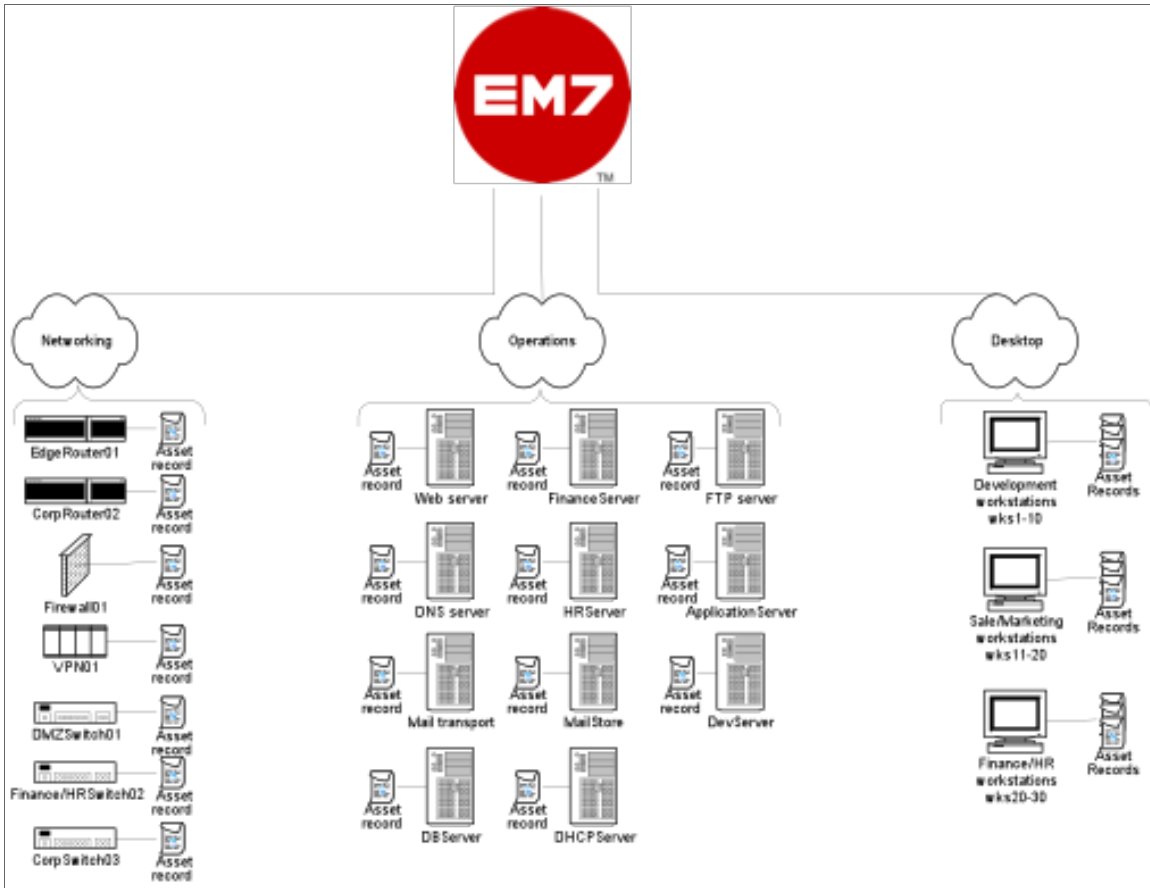 EM7
TM
Networking
Operations
Desktop
EdgeRouter01
Asset
record
CorpRouter02
Asset
record
Firewall01
Asset
record
VPN01
Asset
record
DMZSwitch01
Asset
record
Finance/HRSwitch02
Asset
record
CorpSwitch03
Asset
record
Asset
record
Web server
Asset
record
FinanceServer
Asset
record
FTP server
Asset
record
DNS server
Asset
record
HRServer
Asset
record
ApplicationServer
Asset
record
Mail transport
Asset
record
MailStore
Asset
record
DevServer
Asset
record
DBServer
Asset
record
DHCPServer
Development
workstations
wks1-10
Asset
Records
Sale/Marketing
workstations
wks11-20
Asset
Records
Finance/HR
workstations
wks20-30
Asset
Records